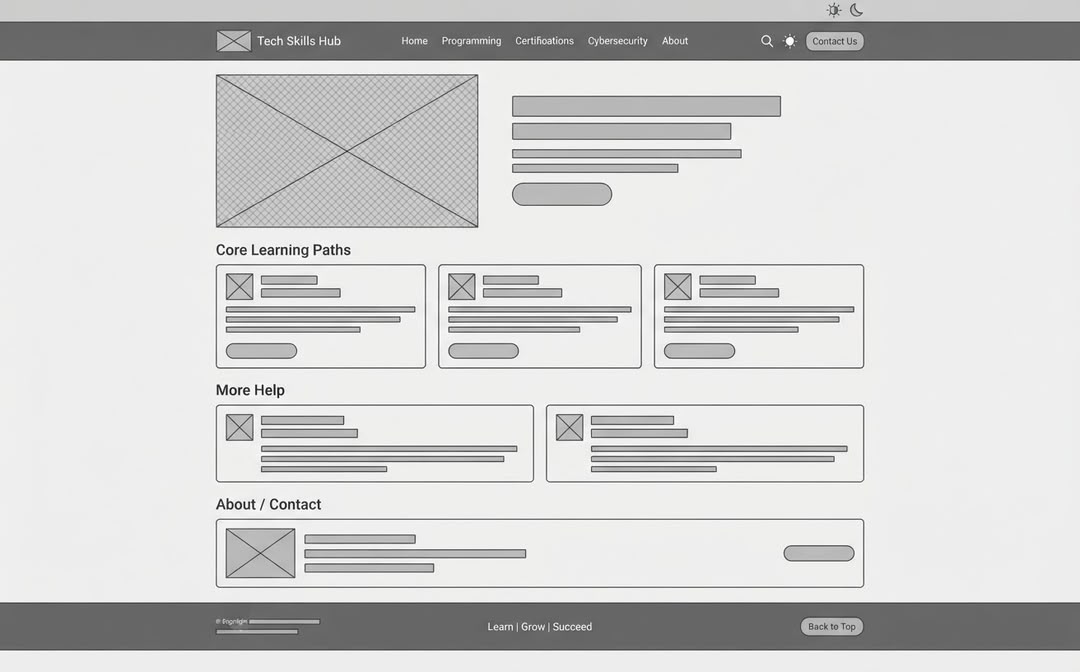 Tech Skills Hub
Home Programming Certifioations Cybersecurity About
Contact Us
Core Learning Paths
More Help
About / Contact
©
Learn | Grow | Succeed
Back to Top